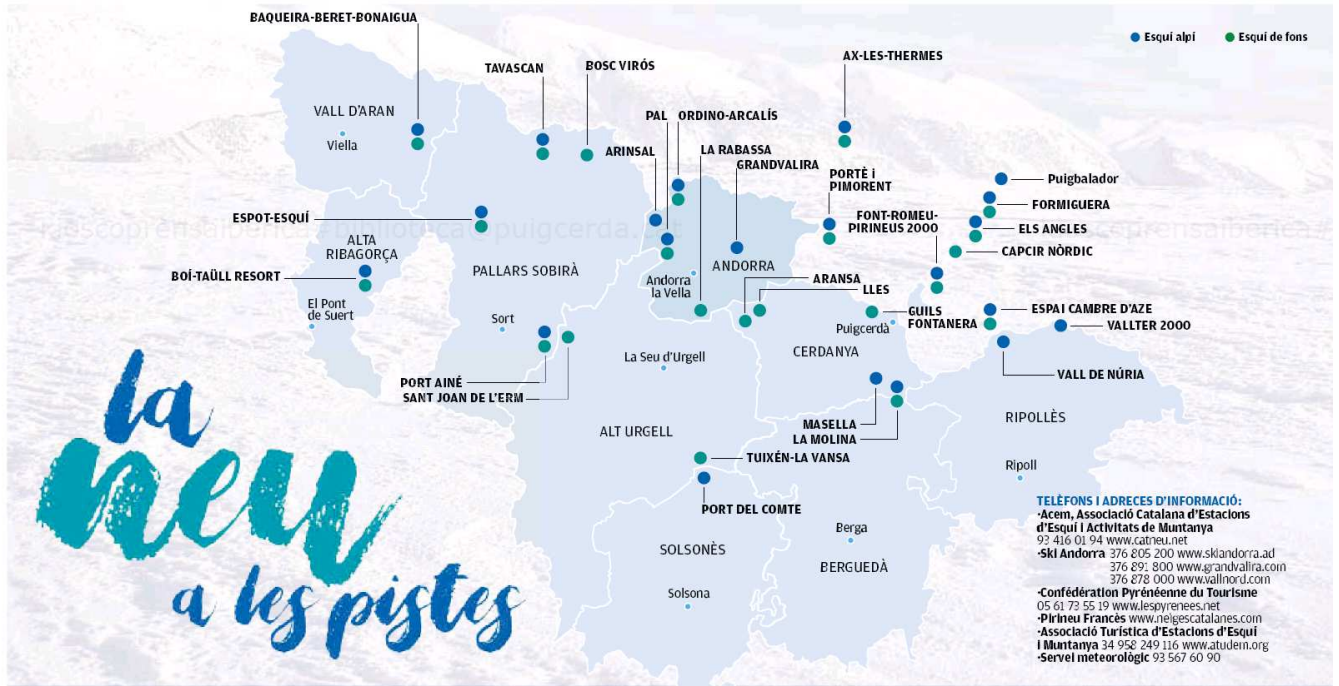 BAQUEIRA-BERET-BONAIGUA
Esquí alpí
Esquí de fons
TAVASCAN
BOSC VIRÓS
AX-LES-THERMES
VALL D'ARAN
Viella
PAL
ORDINO-ARCALÍS
ARINSAL
LA RABASSA
GRANDVALIRA
PORTÈ i
PIMORENT
Puigbalador
FORMIGUERA
FONT-ROMEU-
PIRINEUS 2000
ELS ANGLES
CAPCIR NÒRDIC
ESPOT-ESQUÍ
ALTA
RIBAGORÇA
BOÍ-TAÜLL RESORT
PALLARS SOBIRÀ
ANDORRA
Andorra
la Vella
ARANSA
LLES
El Pont
de Suert
Sort
GUILS
FONTANERA
Puigcerdà
CERDANYA
ESPAI CAMBRE D'AZE
VALLTER 2000
VALL DE NÚRIA
La Seu d'Urgell
PORT AINÉ
SANT JOAN DE L'ERM
MASELLA
LA MOLINA
RIPOLLÈS
ALT URGELL
TUIXÉN-LA VANSA
Ripoll
PORT DEL COMTE
Berga
SOLSONÈS
BERGUEDÀ
Solsona
la
neu
a les pistes
TELÈFONS I ADRECES D'INFORMACIÓ:
·Acem, Associació Catalana d'Estacions
d'Esquí i Activitats de Muntanya
93 416 01 94 www.catneu.net
·Ski Andorra 376 805 200 www.skiandorra.ad
376 891 800 www.grandvalira.com
376 878 000 www.vallnord.com
·Confédération Pyrénéenne du Tourisme
05 61 73 55 19 www.lespyrenees.net
·Pirineu Francès www.neigescatalanes.com
·Associació Turística d'Estacions d'Esquí
i Muntanya 34 958 249 116 www.atudem.org
·Servei meteorològic 93 567 60 90